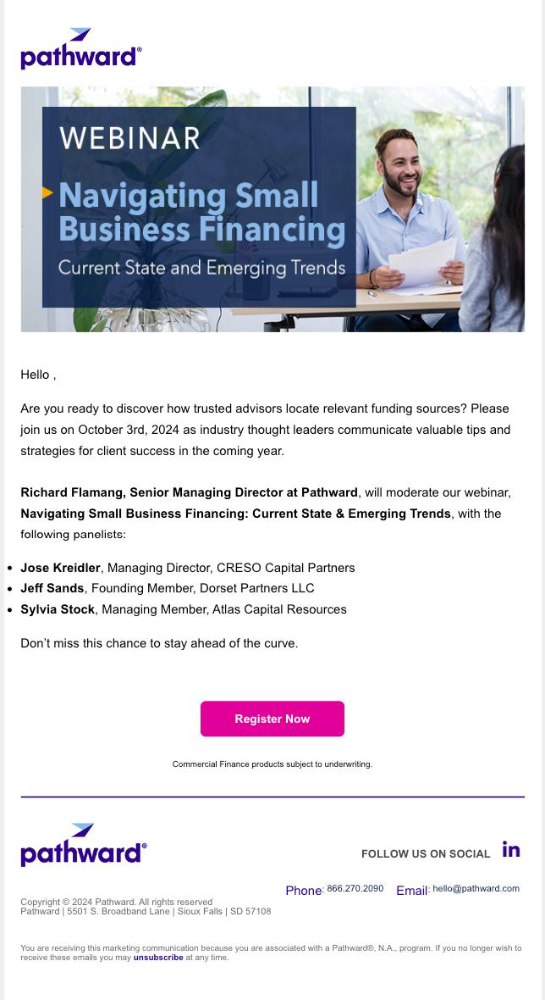 pathward®
WEBINAR
Navigating Small
Business Financing
Current State and Emerging Trends
Hello ,
Are you ready to discover how trusted advisors locate relevant funding sources? Please
join us on October 3rd, 2024 as industry thought leaders communicate valuable tips and
strategies for client success in the coming year.
Richard Flamang, Senior Managing Director at Pathward, will moderate our webinar,
Navigating Small Business Financing: Current State & Emerging Trends, with the
following panelists:
• Jose Kreidler, Managing Director, CRESO Capital Partners
• Jeff Sands, Founding Member, Dorset Partners LLC
• Sylvia Stock, Managing Member, Atlas Capital Resources
Don’t miss this chance to stay ahead of the curve.
Register Now
Commercial Finance products subject to underwriting.
pathward®
FOLLOW US ON SOCIAL in
Phone: 866.270.2090 Email: hello@pathward.com
Copyright © 2024 Pathward. All rights reserved
Pathward | 5501 S. Broadband Lane | Sioux Falls | SD 57108
You are receiving this marketing communication because you are associated with a Pathward®, N.A., program. If you no longer wish to
receive these emails you may unsubscribe at any time.